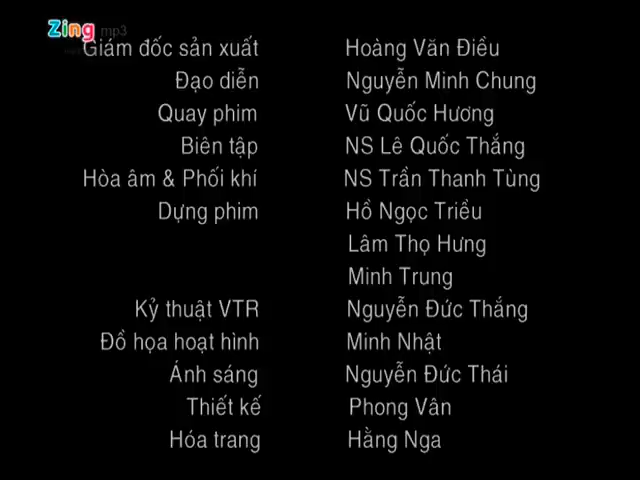 Zing mp3
Giám đốc sản xuất Hoàng Văn Điều
Đạo diễn Nguyễn Minh Chung
Quay phim Vũ Quốc Hương
Biên tập NS Lê Quốc Thắng
Hòa âm & Phối khí NS Trần Thanh Tùng
Dựng phim Hồ Ngọc Triều
Lâm Thọ Hưng
Minh Trung
Kỷ thuật VTR Nguyễn Đức Thắng
Đồ họa hoạt hình Minh Nhật
Ánh sáng Nguyễn Đức Thái
Thiết kế Phong Vân
Hóa trang Hằng Nga